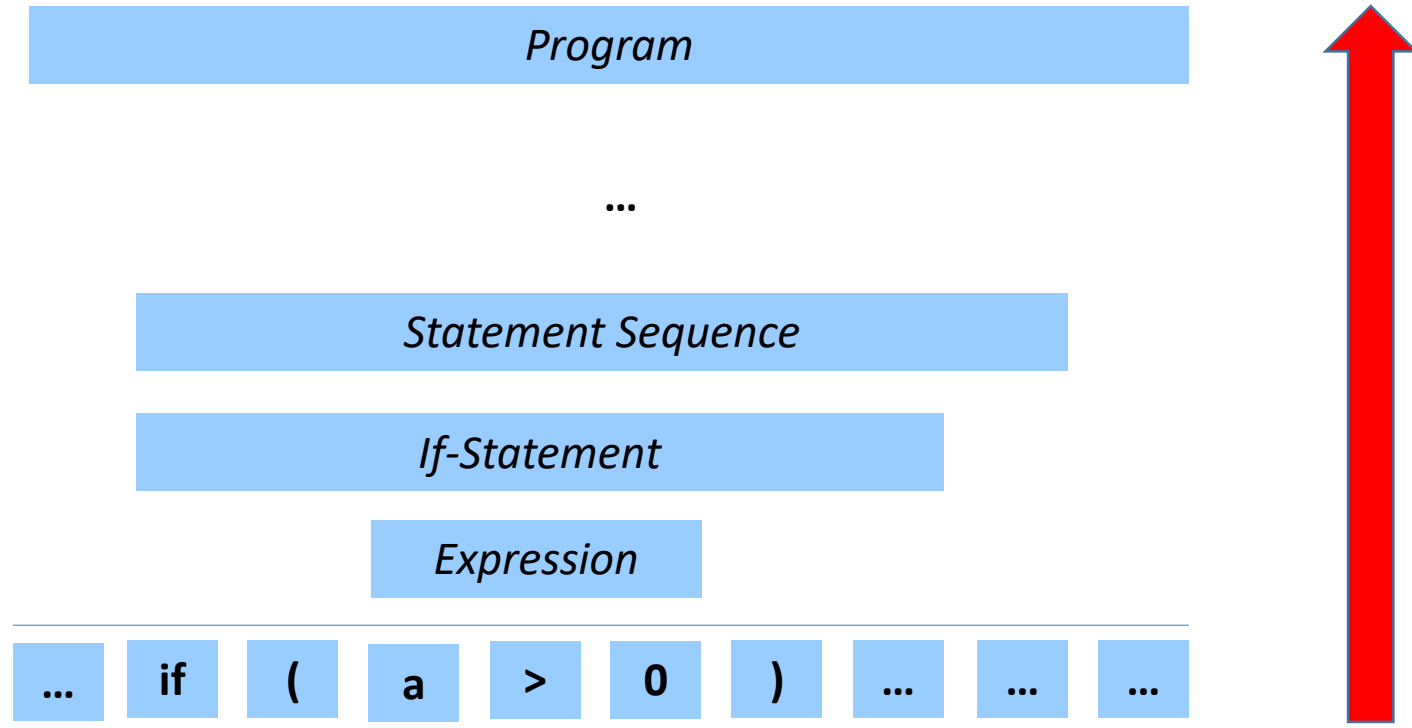 Program
…
Statement Sequence
If-Statement
Expression
… if ( a > 0 ) … … …